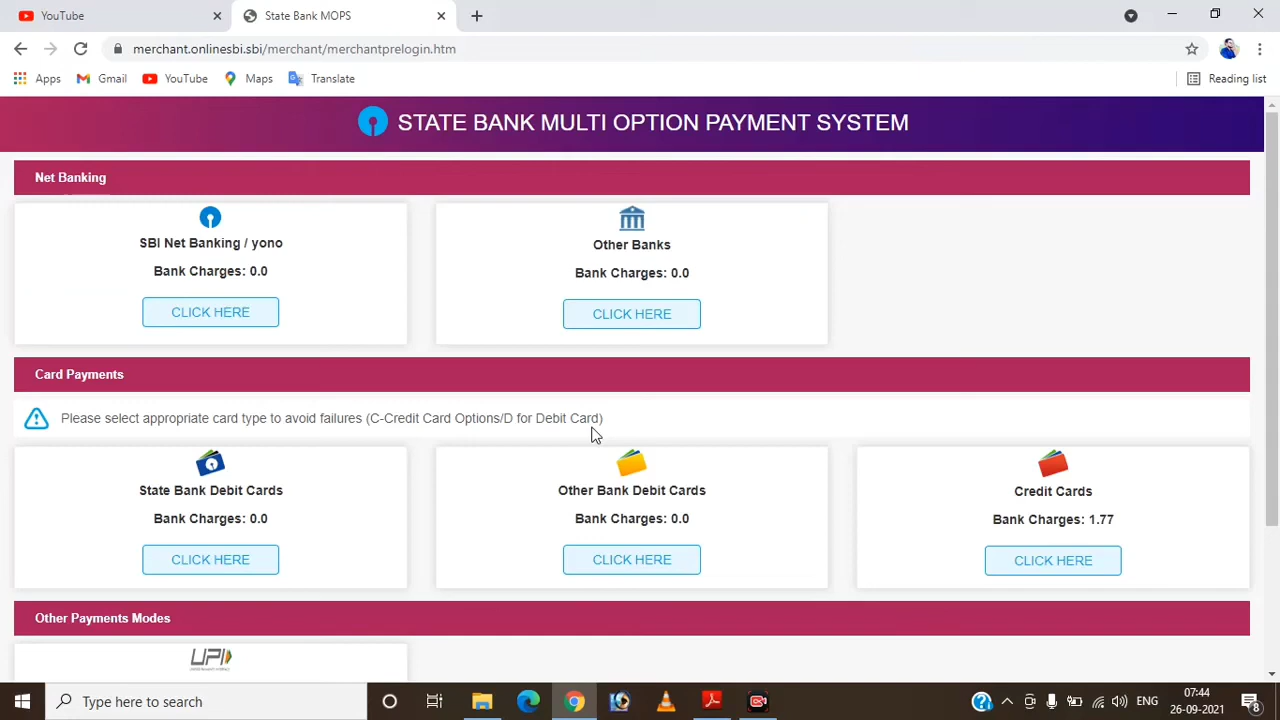 YouTube
State Bank MOPS
merchant.onlinesbi.sbi/merchant/merchantprelogin.htm
Apps Gmail YouTube Maps Translate Reading list
STATE BANK MULTI OPTION PAYMENT SYSTEM
Net Banking
SBI Net Banking / yono
Bank Charges: 0.0
CLICK HERE
Other Banks
Bank Charges: 0.0
CLICK HERE
Card Payments
Please select appropriate card type to avoid failures (C-Credit Card Options/D for Debit Card)
State Bank Debit Cards
Bank Charges: 0.0
CLICK HERE
Other Bank Debit Cards
Bank Charges: 0.0
CLICK HERE
Credit Cards
Bank Charges: 1.77
CLICK HERE
Other Payments Modes
UPI
Type here to search
ENG
07:44
26-09-2021
8